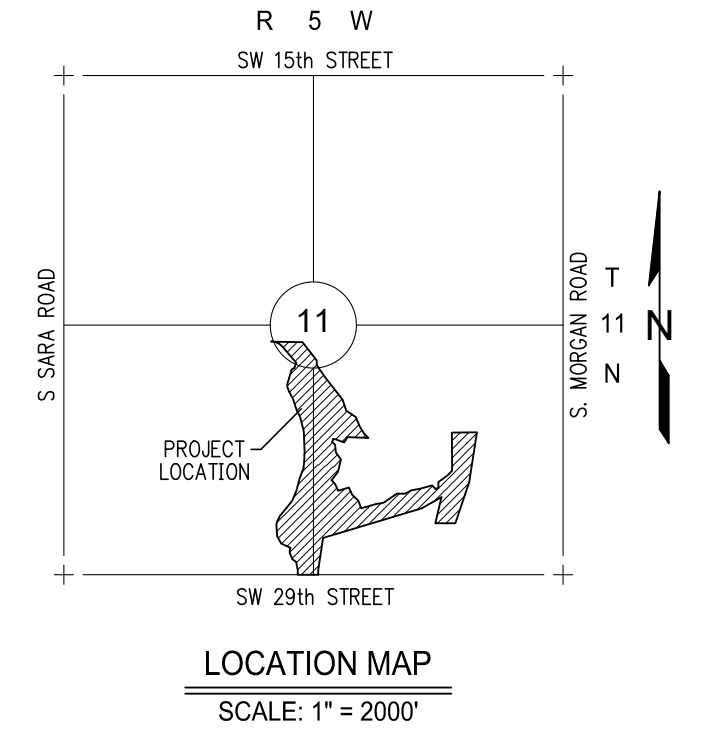 R 5 W
SW 15th STREET
S SARA ROAD
S. MORGAN ROAD
T
11
N
N
11
PROJECT
LOCATION
SW 29th STREET
LOCATION MAP
SCALE: 1" = 2000'